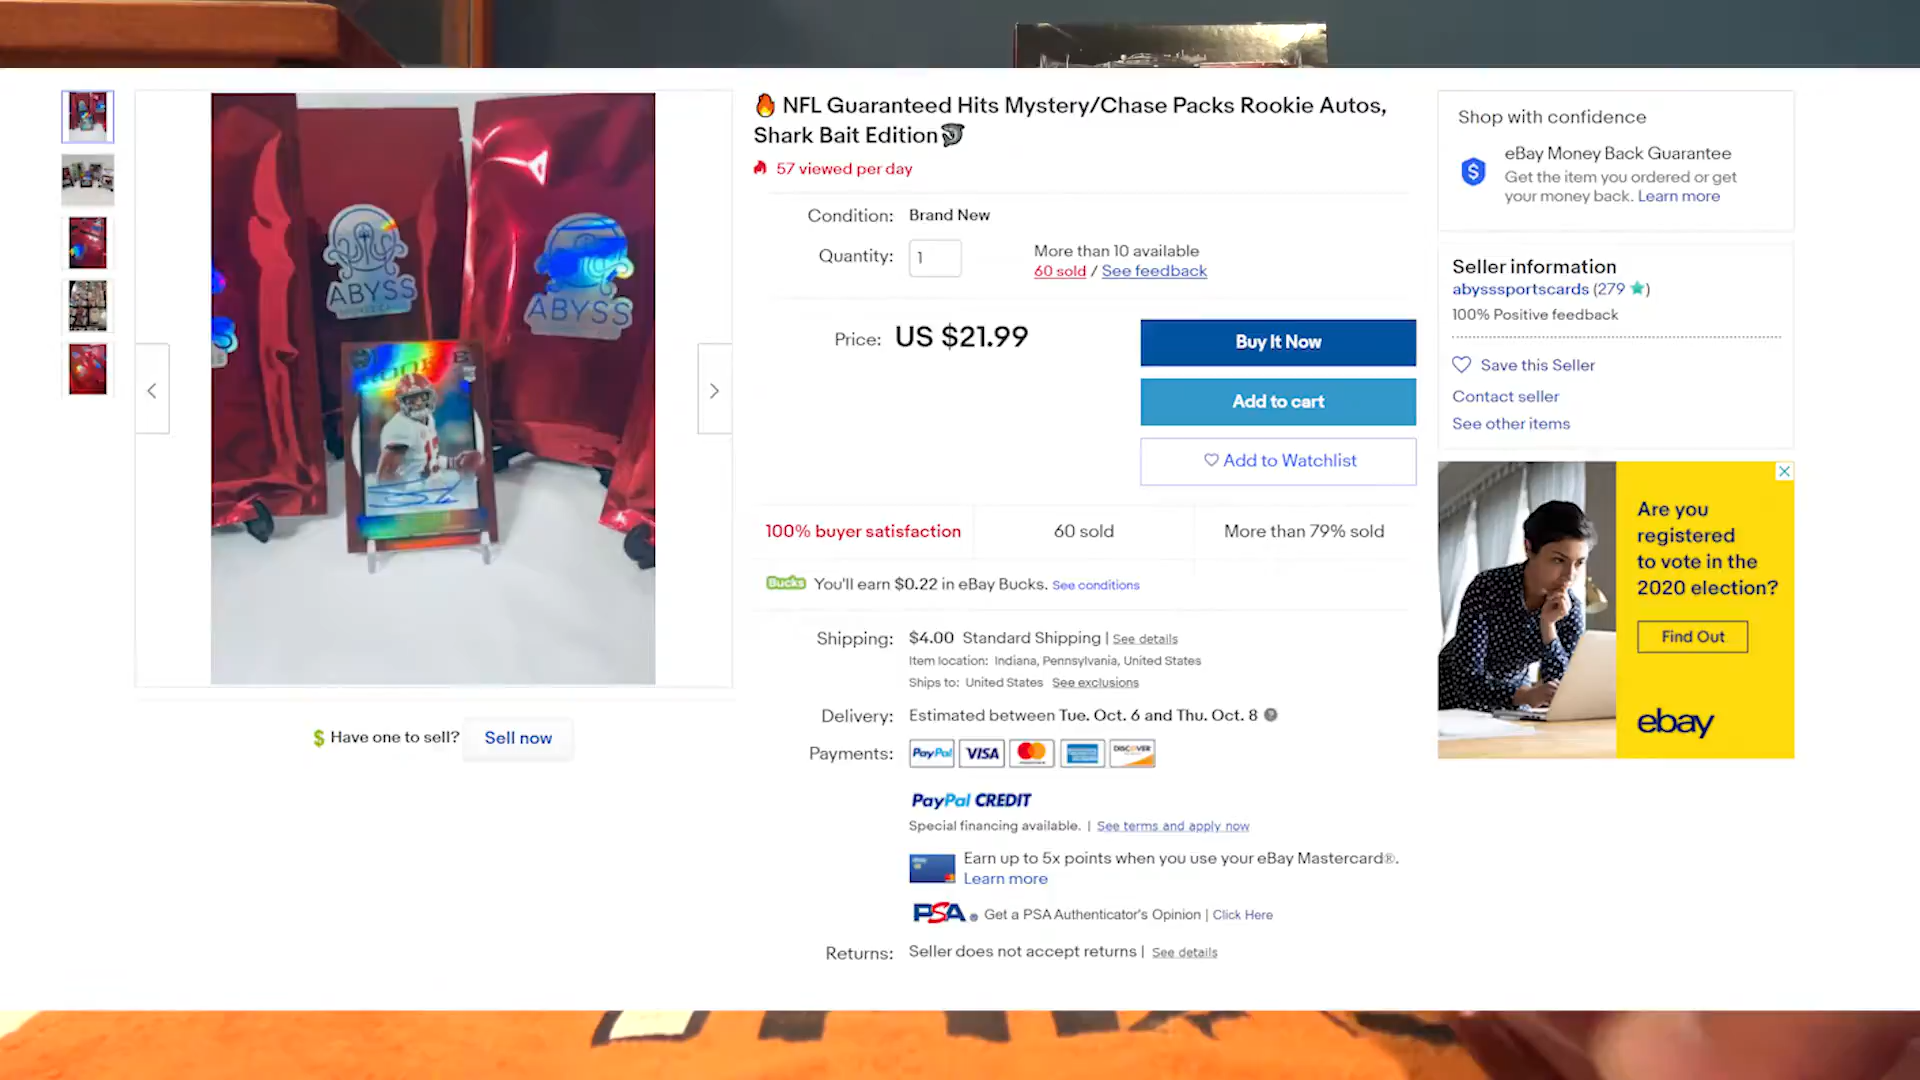 ABYSS
ABYSS
ROOKIE
🔥 NFL Guaranteed Hits Mystery/Chase Packs Rookie Autos,
Shark Bait Edition🦈
57 viewed per day
Condition: Brand New
Quantity: 1
More than 10 available
60 sold / See feedback
Price: US $21.99
Buy It Now
Add to cart
Add to Watchlist
100% buyer satisfaction
60 sold
More than 79% sold
Bucks You'll earn $0.22 in eBay Bucks. See conditions
Shipping: $4.00 Standard Shipping | See details
Item location: Indiana, Pennsylvania, United States
Ships to: United States See exclusions
Delivery: Estimated between Tue. Oct. 6 and Thu. Oct. 8
Payments: PayPal VISA DISCOVER
PayPal CREDIT
Special financing available. | See terms and apply now
Earn up to 5x points when you use your eBay Mastercard®.
Learn more
PSA Get a PSA Authenticator's Opinion | Click Here
Returns: Seller does not accept returns | See details
$ Have one to sell? Sell now
Shop with confidence
eBay Money Back Guarantee
Get the item you ordered or get
your money back. Learn more
Seller information
abysssportscards (279 ★)
100% Positive feedback
Save this Seller
Contact seller
See other items
Are you
registered
to vote in the
2020 election?
Find Out
ebay